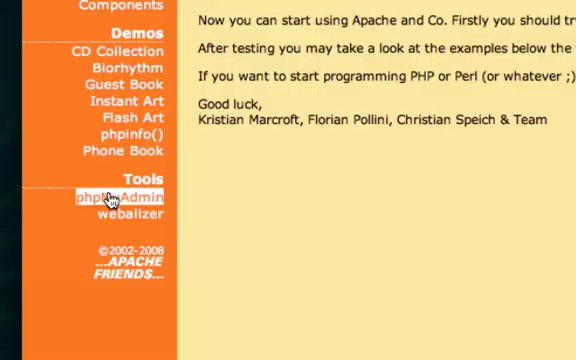 Components
Demos
CD Collection
Biorhythm
Guest Book
Instant Art
Flash Art
phpinfo()
Phone Book
Tools
phpMyAdmin
webalizer
©2002-2008
...APACHE
FRIENDS...
Now you can start using Apache and Co. Firstly you should tr
After testing you may take a look at the examples below the
If you want to start programming PHP or Perl (or whatever ;)
Good luck,
Kristian Marcroft, Florian Pollini, Christian Speich & Team